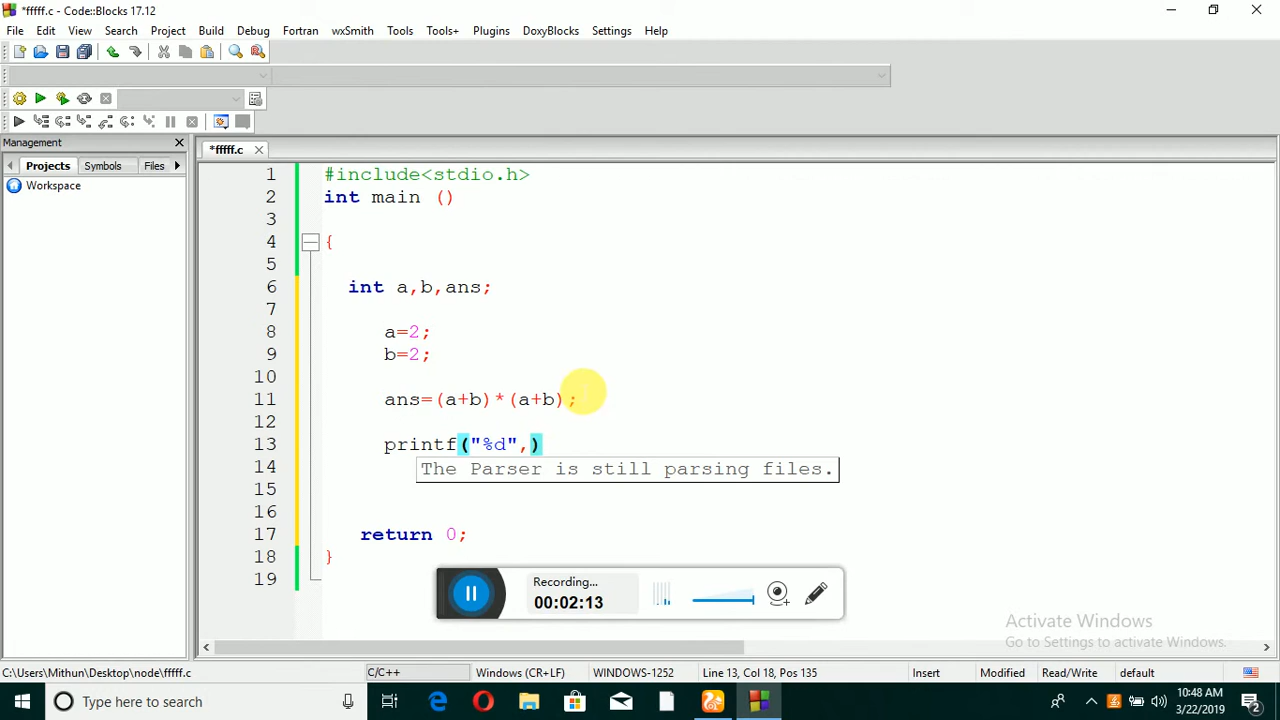 *fffff.c - Code::Blocks 17.12
File Edit View Search Project Build Debug Fortran wxSmith Tools Tools+ Plugins DoxyBlocks Settings Help
Management
Projects Symbols Files
Workspace
*fffff.c
1 #include<stdio.h>
2 int main ()
3
4 {
5
6 int a,b,ans;
7
8 a=2;
9 b=2;
10
11 ans=(a+b)*(a+b);
12
13 printf("%d",)
The Parser is still parsing files.
14
15
16
17 return 0;
18 }
19
Recording...
00:02:13
Activate Windows
Go to Settings to activate Windows.
C:\Users\Mithun\Desktop\node\fffff.c C/C++ Windows (CR+LF) WINDOWS-1252 Line 13, Col 18, Pos 135 Insert Modified Read/Write default
Type here to search
10:48 AM
3/22/2019
2